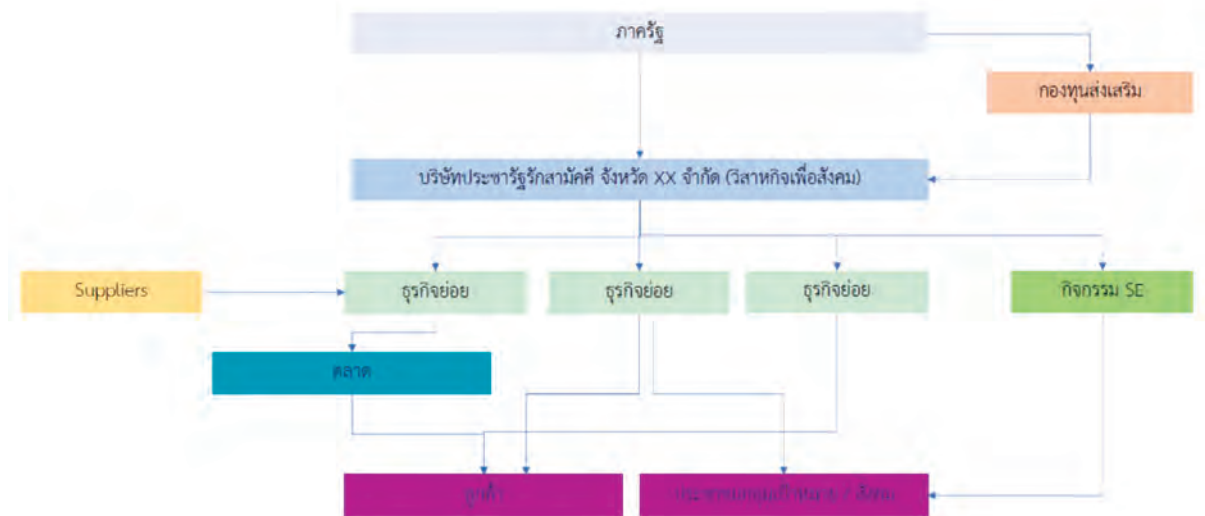 ภาครัฐ
กองทุนส่งเสริม
บริษัทประชารัฐรักสามัคคี จังหวัด XX จำกัด (วิสาหกิจเพื่อสังคม)
Suppliers
ธุรกิจย่อย
ธุรกิจย่อย
ธุรกิจย่อย
กิจกรรม SE
ตลาด
ลูกค้า
/ สังคม